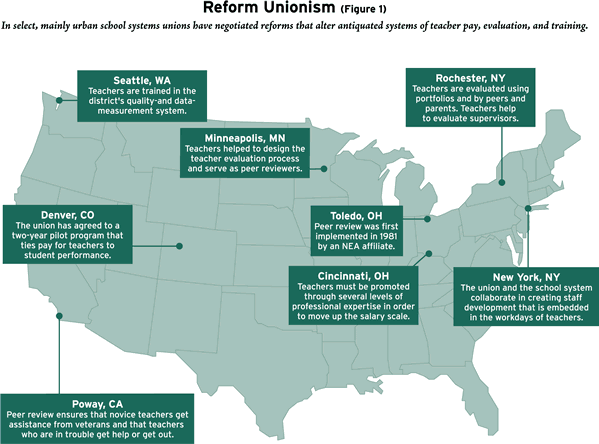 Reform Unionism (Figure 1)
In select, mainly urban school systems unions have negotiated reforms that alter antiquated systems of teacher pay, evaluation, and training.
Seattle, WA
Teachers are trained in the
district's quality-and data-
measurement system.
Rochester, NY
Teachers are evaluated using
portfolios and by peers and
parents. Teachers help
to evaluate supervisors.
Minneapolis, MN
Teachers helped to design the
teacher evaluation process
and serve as peer reviewers.
Denver, CO
The union has agreed to a
two-year pilot program that
ties pay for teachers to
student performance.
Toledo, OH
Peer review was first
implemented in 1981
by an NEA affiliate.
Cincinnati, OH
Teachers must be promoted
through several levels of
professional expertise in order
to move up the salary scale.
New York, NY
The union and the school system
collaborate in creating staff
development that is embedded
in the workdays of teachers.
Poway, CA
Peer review ensures that novice teachers get
assistance from veterans and that teachers
who are in trouble get help or get out.